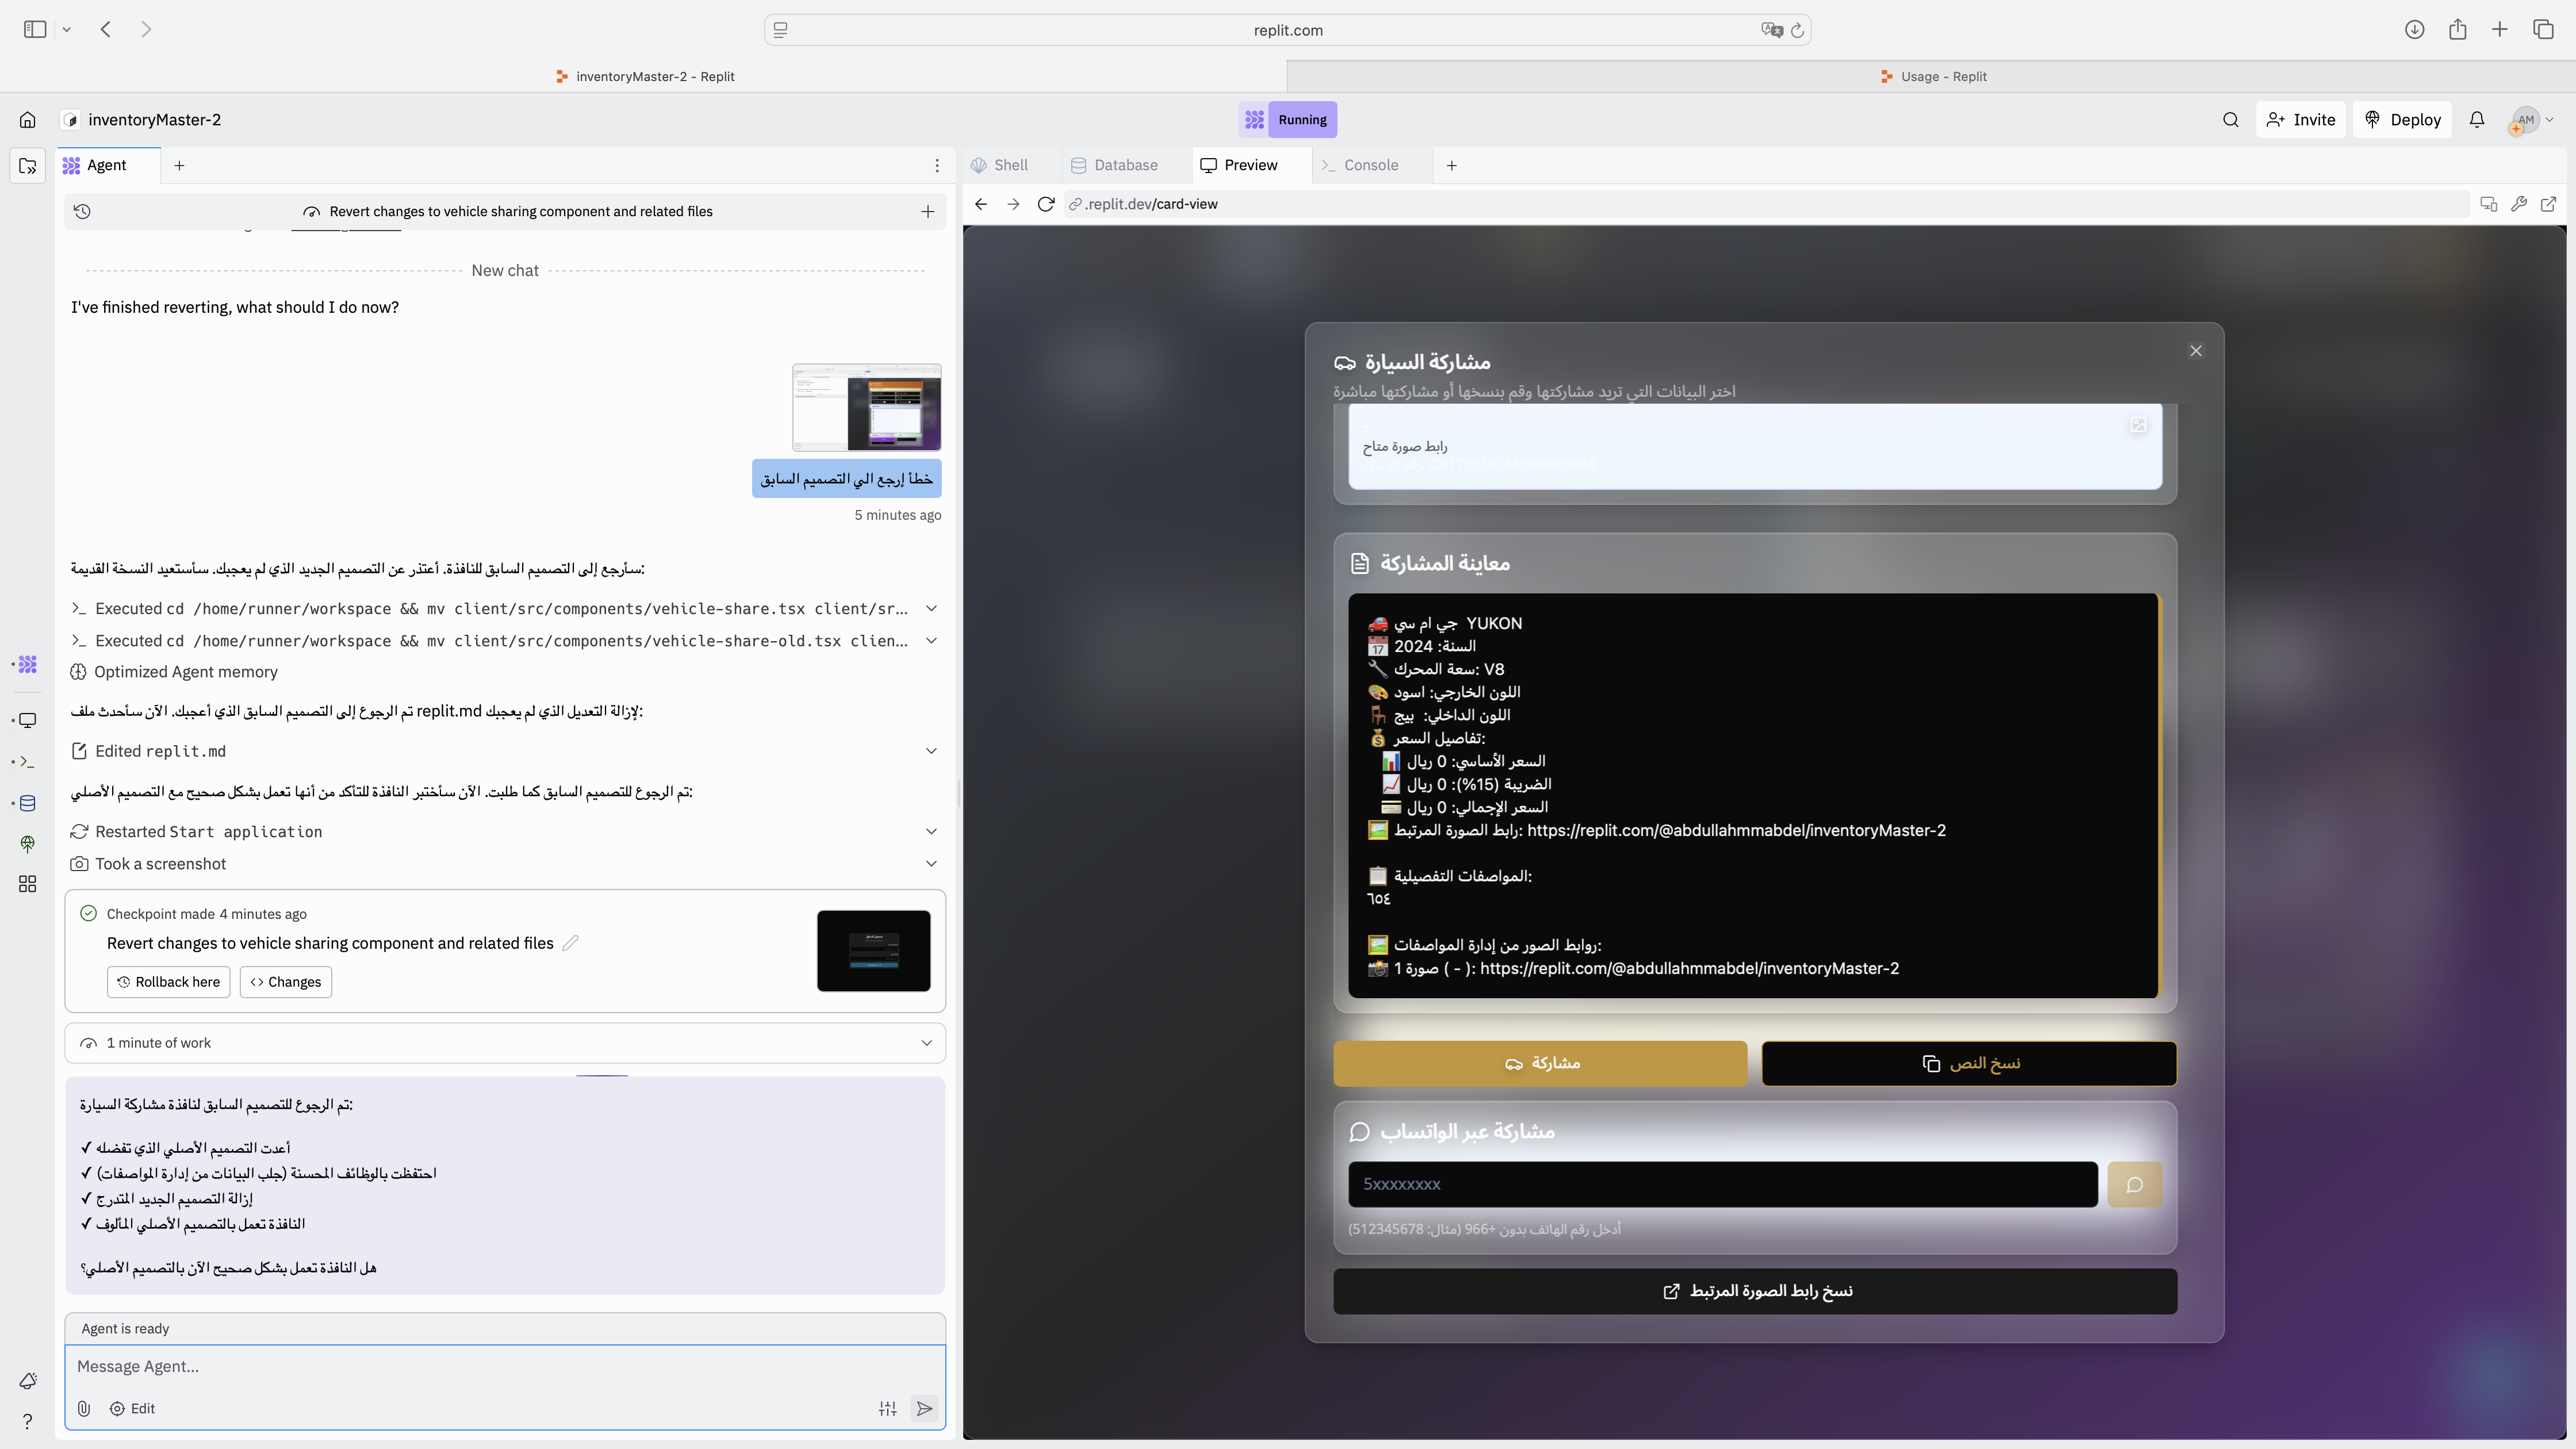 replit.com
inventoryMaster-2 - Replit
Usage - Replit
inventoryMaster-2
Running
Invite
Deploy
AM
Agent
Shell
Database
Preview
Console
Revert changes to vehicle sharing component and related files
.replit.dev/card-view
New chat
I've finished reverting, what should I do now?
خطأ إرجع الي التصميم السابق
5 minutes ago
سأرجع إلى التصميم السابق للنافذة. أعتذر عن التصميم الجديد الذي لم يعجبك. سأستعيد النسخة القديمة:
Executed cd /home/runner/workspace && mv client/src/components/vehicle-share.tsx client/sr...
Executed cd /home/runner/workspace && mv client/src/components/vehicle-share-old.tsx clien...
Optimized Agent memory
تم الرجوع إلى التصميم السابق الذي أعجبك. الآن سأحدث ملف replit.md لإزالة التعديل الذي لم يعجبك:
Edited replit.md
تم الرجوع للتصميم السابق كما طلبت. الآن سأختبر النافذة للتأكد من أنها تعمل بشكل صحيح مع التصميم الأصلي:
Restarted Start application
Took a screenshot
Checkpoint made 4 minutes ago
Revert changes to vehicle sharing component and related files
Rollback here
Changes
1 minute of work
تم الرجوع للتصميم السابق لنافذة مشاركة السيارة:
✓ أعدت التصميم الأصلي الذي تفضله
✓ احتفظت بالوظائف المحسنة (جلب البيانات من إدارة المواصفات)
✓ إزالة التصميم الجديد المتدرج
✓ النافذة تعمل بالتصميم الأصلي المألوف
هل النافذة تعمل بشكل صحيح الآن بالتصميم الأصلي؟
Agent is ready
Message Agent...
Edit
مشاركة السيارة
اختر البيانات التي تريد مشاركتها وقم بنسخها أو مشاركتها مباشرة
رابط صورة متاح
معاينة المشاركة
🚗 جي ام سي YUKON
📅 السنة: 2024
🔧 سعة المحرك: V8
🎨 اللون الخارجي: اسود
🪑 اللون الداخلي: بيج
💰 تفاصيل السعر:
📊 السعر الأساسي: 0 ريال
📈 الضريبة (15%): 0 ريال
💳 السعر الإجمالي: 0 ريال
🖼️ رابط الصورة المرتبط: https://replit.com/@abdullahmmabdel/inventoryMaster-2
📋 المواصفات التفصيلية:
٦٥٤
🖼️ روابط الصور من إدارة المواصفات:
📸 صورة 1 ( - ): https://replit.com/@abdullahmmabdel/inventoryMaster-2
مشاركة
نسخ النص
مشاركة عبر الواتساب
5xxxxxxxx
أدخل رقم الهاتف بدون +966 (مثال: 512345678)
نسخ رابط الصورة المرتبط